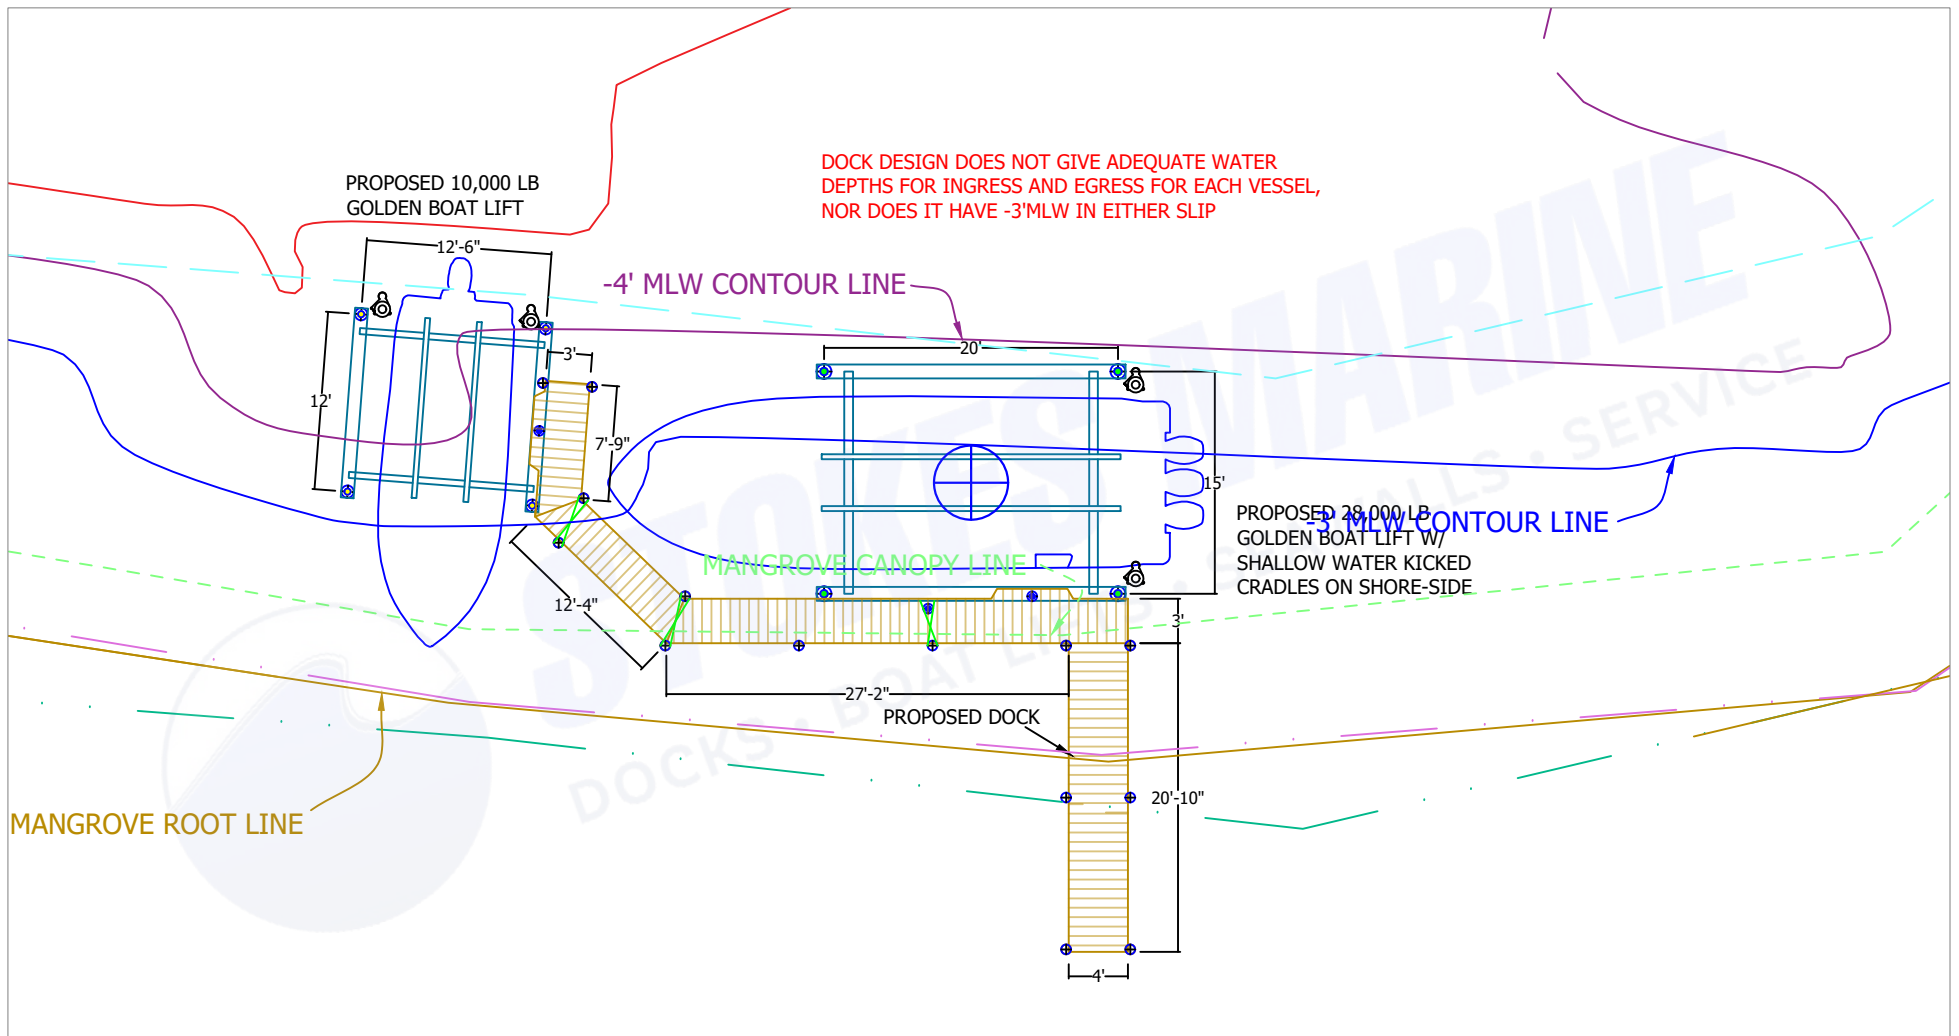 PROPOSED 10,000 LB
GOLDEN BOAT LIFT
DOCK DESIGN DOES NOT GIVE ADEQUATE WATER
DEPTHS FOR INGRESS AND EGRESS FOR EACH VESSEL,
NOR DOES IT HAVE -3'MLW IN EITHER SLIP
12'-6"
-4' MLW CONTOUR LINE
20'
3'
12'
7'-9"
15'
PROPOSED 28,000 LB
GOLDEN BOAT LIFT W/
SHALLOW WATER KICKED
CRADLES ON SHORE-SIDE
-3' MLW CONTOUR LINE
MANGROVE CANOPY LINE
12'-4"
3'
27'-2"
PROPOSED DOCK
20'-10"
MANGROVE ROOT LINE
4'
STOKES MARINE
DOCKS • BOAT LIFTS • SEAWALLS • SERVICE